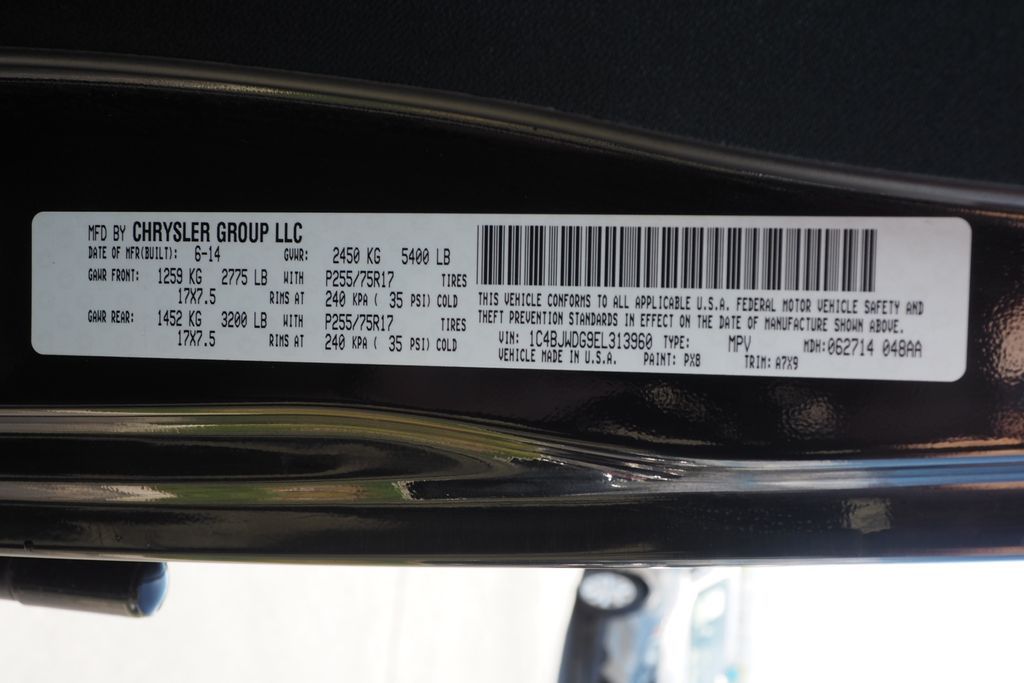 MFD BY CHRYSLER GROUP LLC
DATE OF MFR(BUILT): 6-14 GVWR: 2450 KG 5400 LB
GAWR FRONT: 1259 KG 2775 LB WITH P255/75R17 TIRES
17X7.5 RIMS AT 240 KPA ( 35 PSI) COLD
GAWR REAR: 1452 KG 3200 LB WITH P255/75R17 TIRES
17X7.5 RIMS AT 240 KPA ( 35 PSI) COLD
THIS VEHICLE CONFORMS TO ALL APPLICABLE U.S.A. FEDERAL MOTOR VEHICLE SAFETY AND
THEFT PREVENTION STANDARDS IN EFFECT ON THE DATE OF MANUFACTURE SHOWN ABOVE.
VIN: 1C4BJWDG9EL313960 TYPE: MPV MDH:062714 048AA
VEHICLE MADE IN U.S.A. PAINT: PX8 TRIM: A7X9